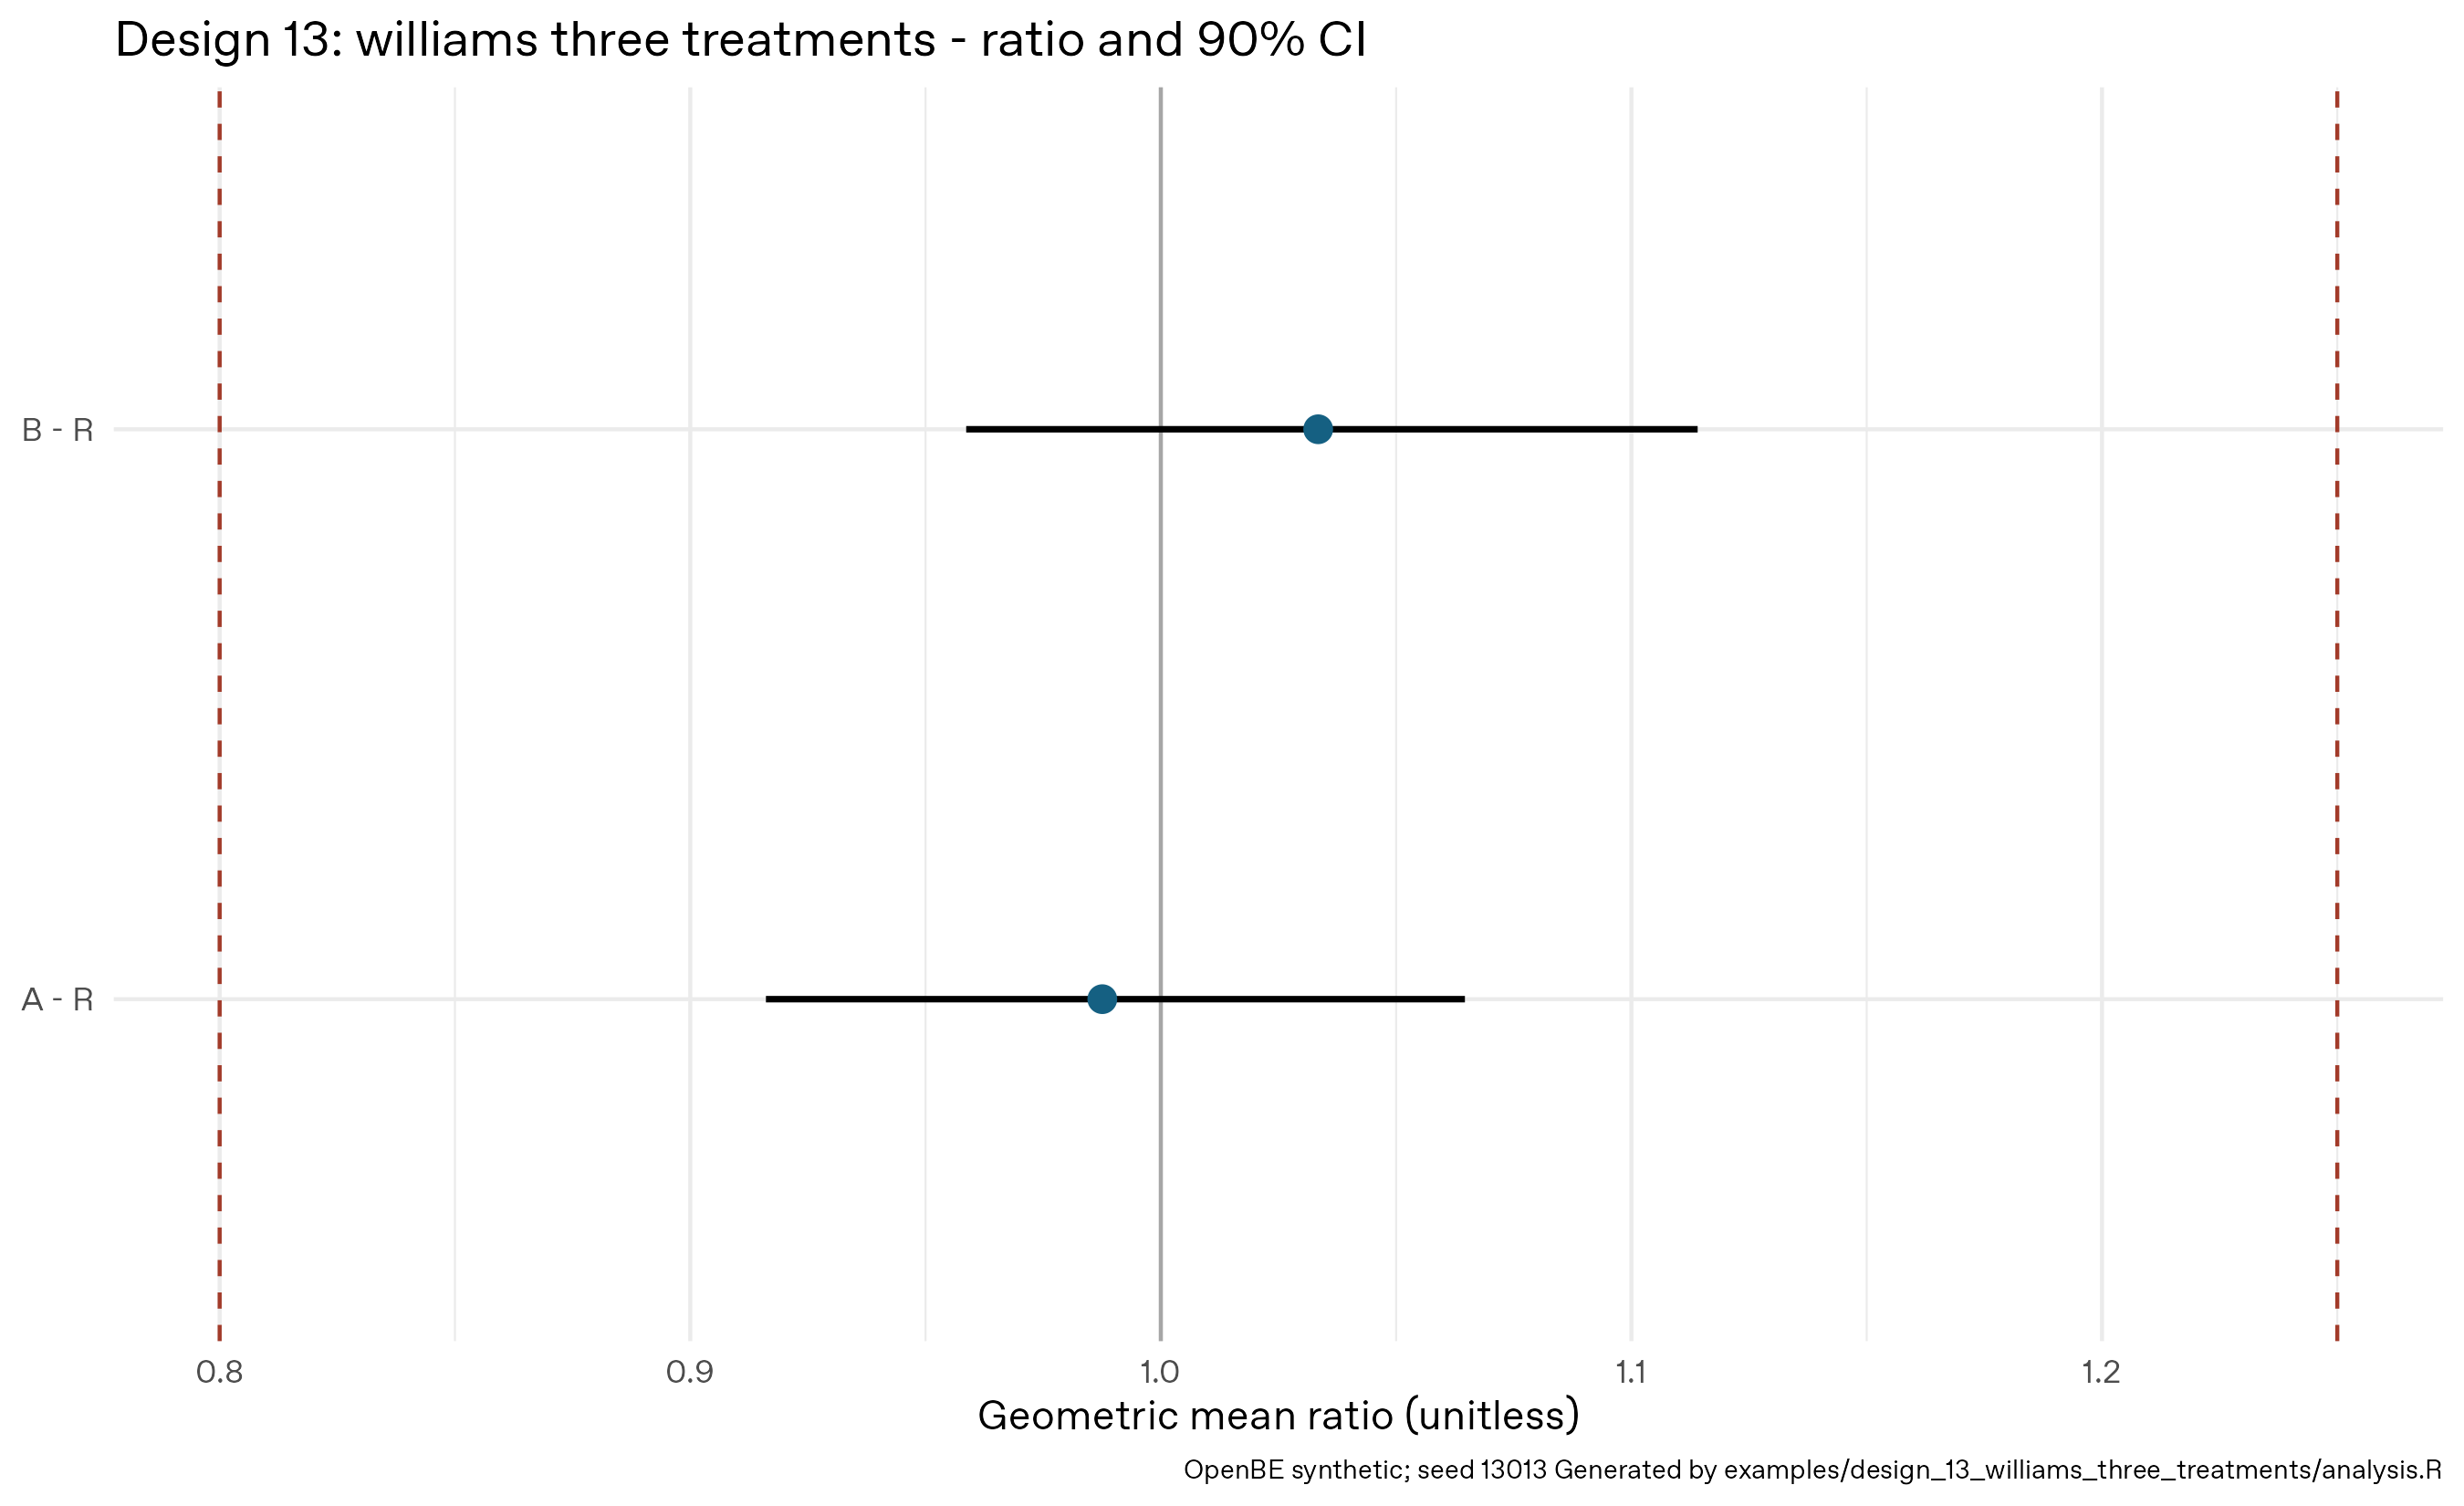 Design 13: williams three treatments - ratio and 90% CI
B - R
A - R
0.8 0.9 1.0 1.1 1.2
Geometric mean ratio (unitless)
OpenBE synthetic; seed 13013 Generated by examples/design_13_williams_three_treatments/analysis.R